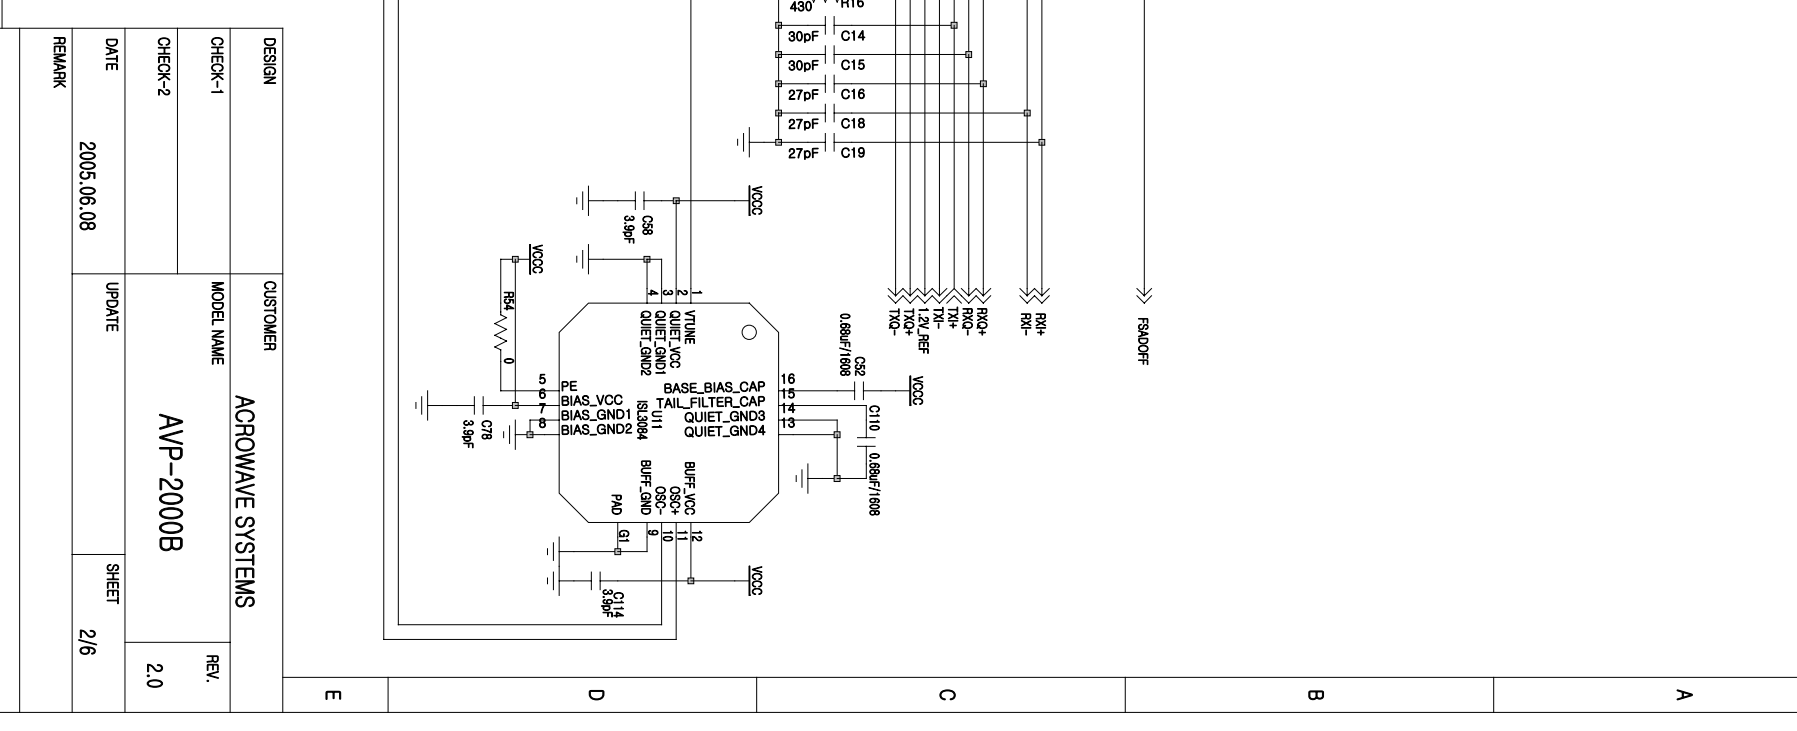 430
R16
30pF
C14
30pF
C15
27pF
C16
27pF
C18
27pF
C19
VCCC
C58
3.9pF
VCCC
R54
0
4
3
2
1
VTUNE
QUIET_VCC
QUIET_GND1
QUIET_GND2
5
PE
6
BIAS_VCC
7
BIAS_GND1
8
BIAS_GND2
U11
ISL3084
BASE_BIAS_CAP
16
TAIL_FILTER_CAP
15
QUIET_GND3
14
QUIET_GND4
13
BUFF_VCC
OSC+
OSC-
BUFF_GND
PAD
G1
9
10
11
12
C78
3.9pF
VCCC
C114
3.9pF
C52
0.68uF/1608
VCCC
C110
0.68uF/1608
TXQ-
TXQ+
1.2V_REF
TXI-
TXI+
RXQ-
RXQ+
RXI-
RXI+
FSADOFF
DESIGN
CHECK-1
CHECK-2
DATE
2005.06.08
REMARK
CUSTOMER
ACROWAVE SYSTEMS
MODEL NAME
AVP-2000B
REV.
2.0
UPDATE
SHEET
2/6
E
D
C
B
A